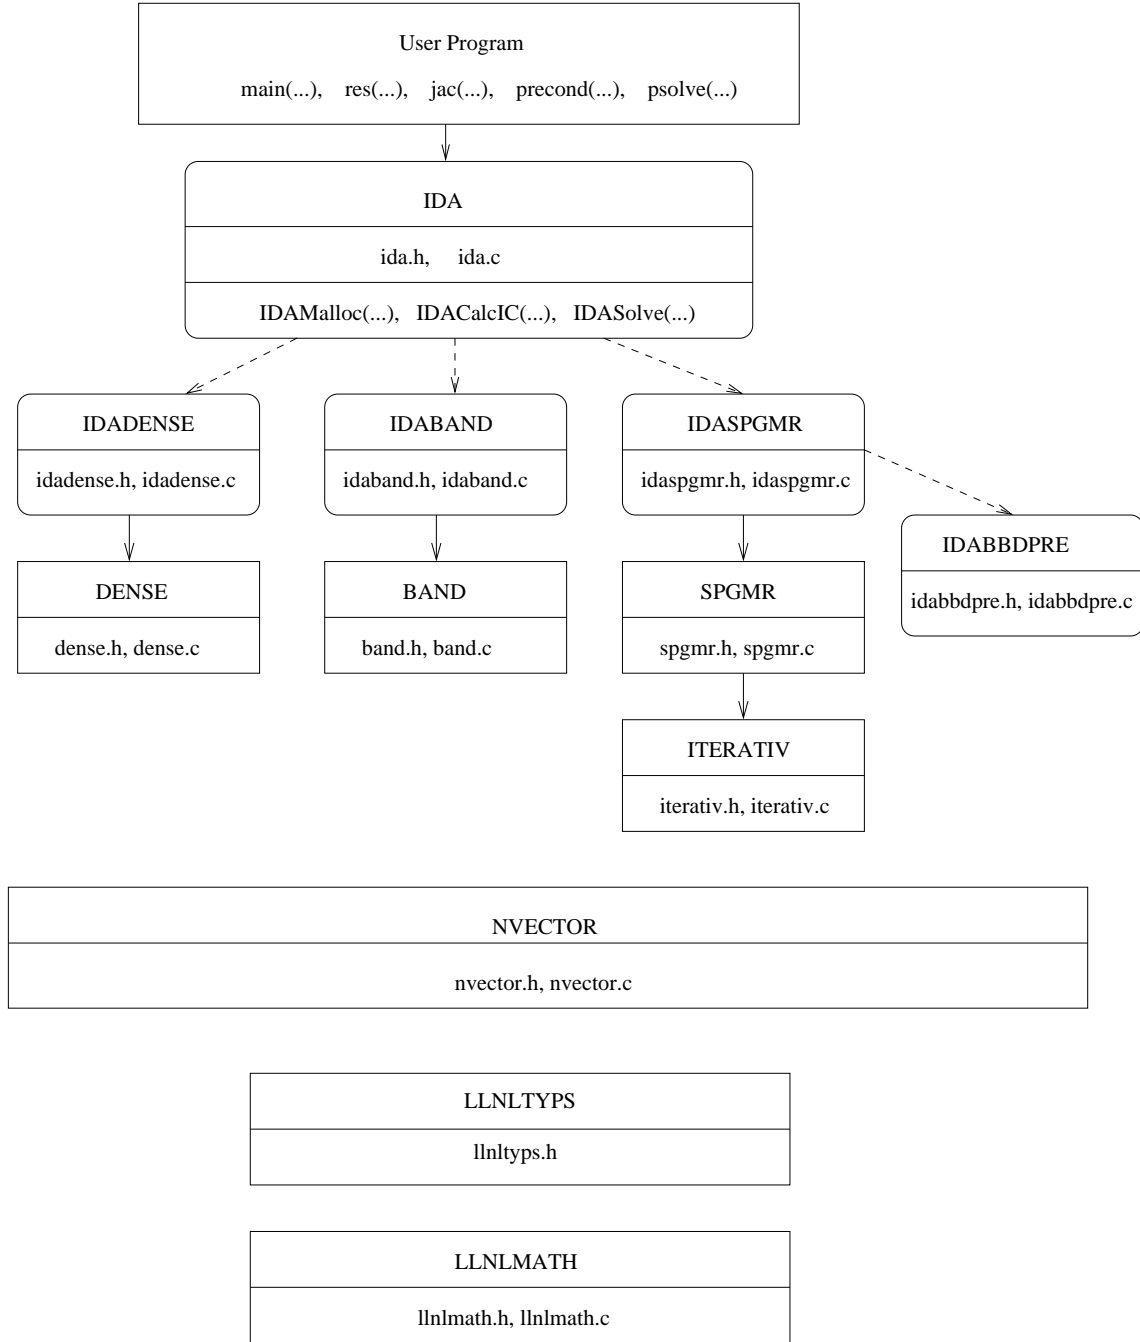 User Program
main(...), res(...), jac(...), precond(...), psolve(...)
IDA
ida.h, ida.c
IDAMalloc(...), IDACalcIC(...), IDASolve(...)
IDADENSE
idadense.h, idadense.c
IDABAND
idaband.h, idaband.c
IDASPGMR
idaspgmr.h, idaspgmr.c
IDABBDPRE
idabbdpre.h, idabbdpre.c
DENSE
dense.h, dense.c
BAND
band.h, band.c
SPGMR
spgmr.h, spgmr.c
ITERATIV
iterativ.h, iterativ.c
NVECTOR
nvector.h, nvector.c
LLNLTYPS
llnltyps.h
LLNLMATH
llnlmath.h, llnlmath.c